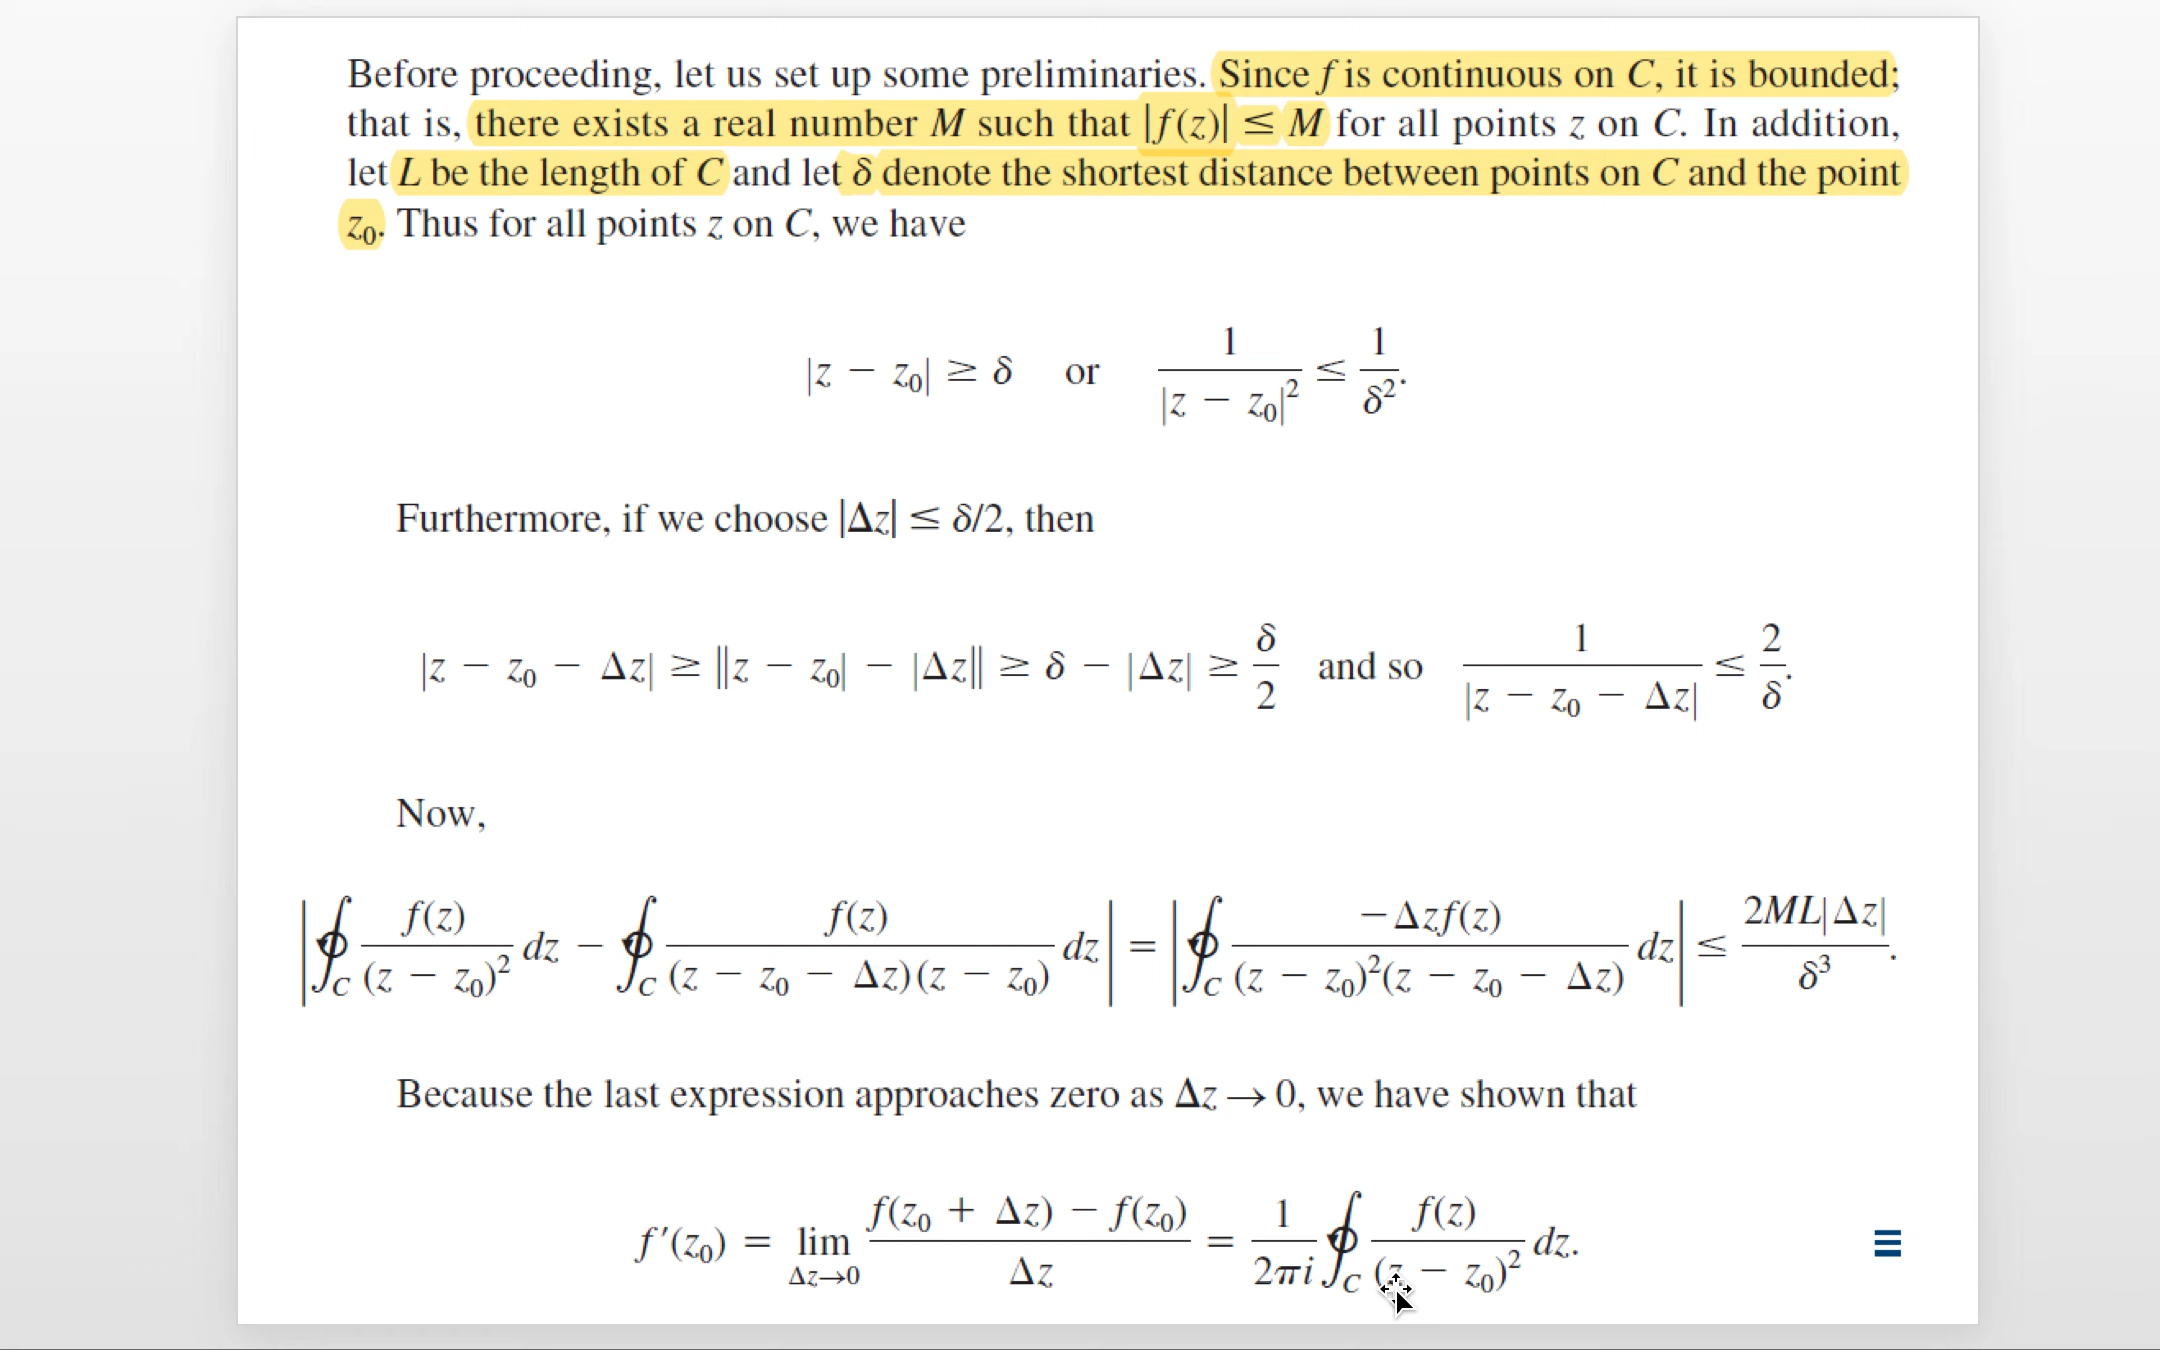 Before proceeding, let us set up some preliminaries. Since f is continuous on C, it is bounded;
that is, there exists a real number M such that |f(z)| ≤ M for all points z on C. In addition,
let L be the length of C and let δ denote the shortest distance between points on C and the point
z₀. Thus for all points z on C, we have
|z − z₀| ≥ δ or 1/|z − z₀|² ≤ 1/δ².
Furthermore, if we choose |Δz| ≤ δ/2, then
|z − z₀ − Δz| ≥ ||z − z₀| − |Δz|| ≥ δ − |Δz| ≥ δ/2 and so 1/|z − z₀ − Δz| ≤ 2/δ.
Now,
|∮_C f(z)/(z − z₀)² dz − ∮_C f(z)/((z − z₀ − Δz)(z − z₀)) dz| = |∮_C −Δzf(z)/((z − z₀)²(z − z₀ − Δz)) dz| ≤ 2ML|Δz|/δ³.
Because the last expression approaches zero as Δz → 0, we have shown that
f′(z₀) = lim_{Δz→0} (f(z₀ + Δz) − f(z₀))/Δz = 1/(2πi) ∮_C f(z)/(z − z₀)² dz.